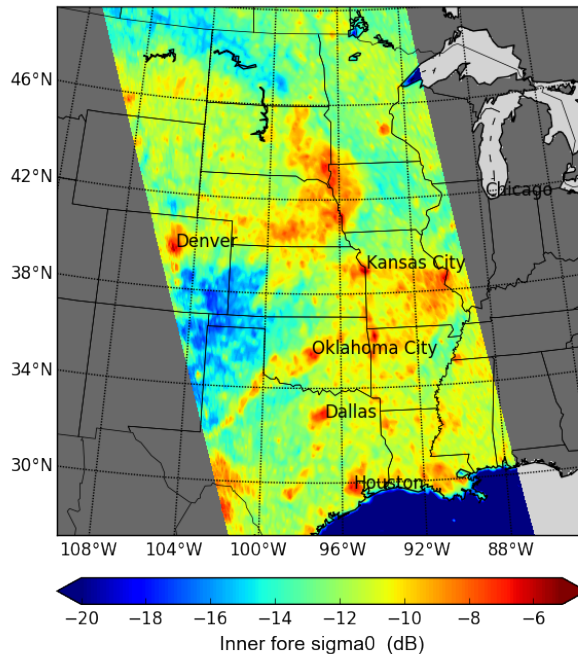 46°N
42°N
Chicago
Denver
38°N
Kansas City
34°N
Oklahoma City
Dallas
30°N
Houston
108°W 104°W 100°W 96°W 92°W 88°W
−20 −18 −16 −14 −12 −10 −8 −6
Inner fore sigma0 (dB)